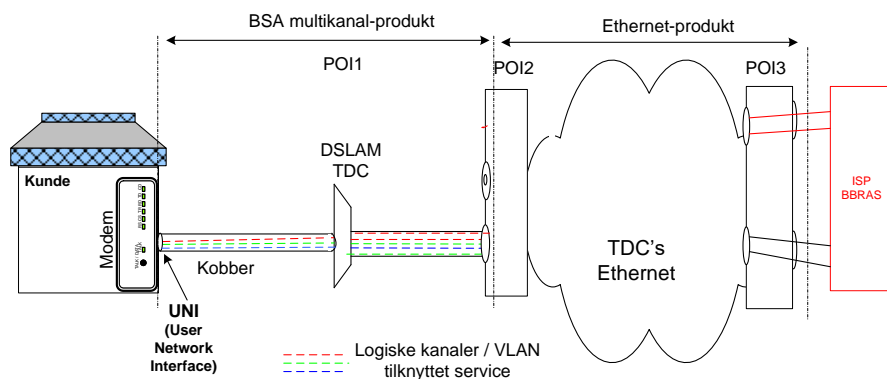 BSA multikanal-produkt
Ethernet-produkt
POI1
POI2
POI3
DSLAM
TDC
Kunde
Modem
ISP
BBRAS
TDC's
Ethernet
Kobber
UNI
(User
Network
Interface)
Logiske kanaler / VLAN
tilknyttet service